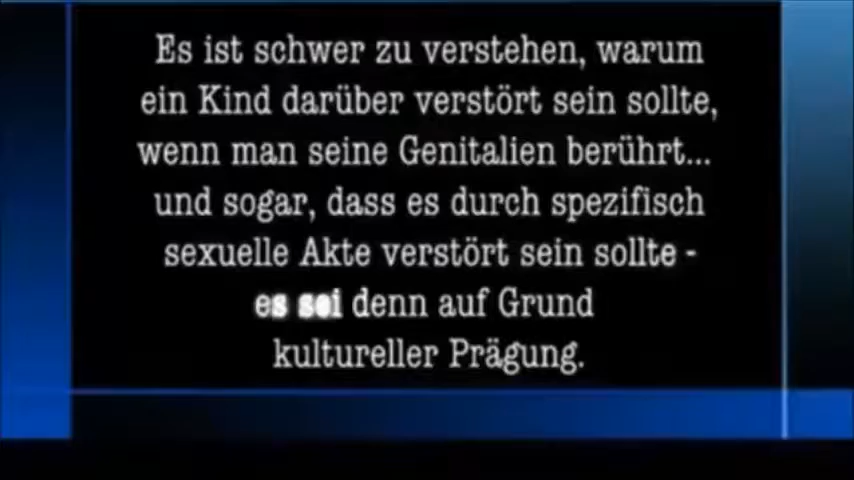 Es ist schwer zu verstehen, warum
ein Kind darüber verstört sein sollte,
wenn man seine Genitalien berührt...
und sogar, dass es durch spezifisch
sexuelle Akte verstört sein sollte -
es sei denn auf Grund
kultureller Prägung.